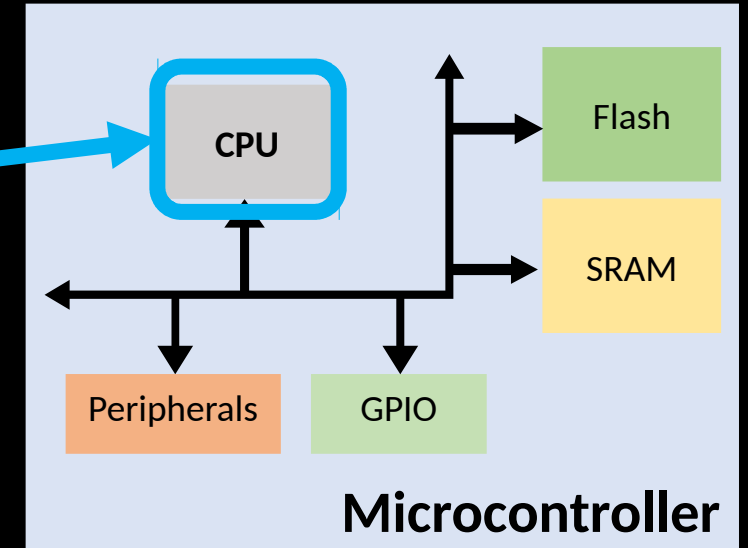 CPU
Flash
SRAM
Peripherals
GPIO
Microcontroller